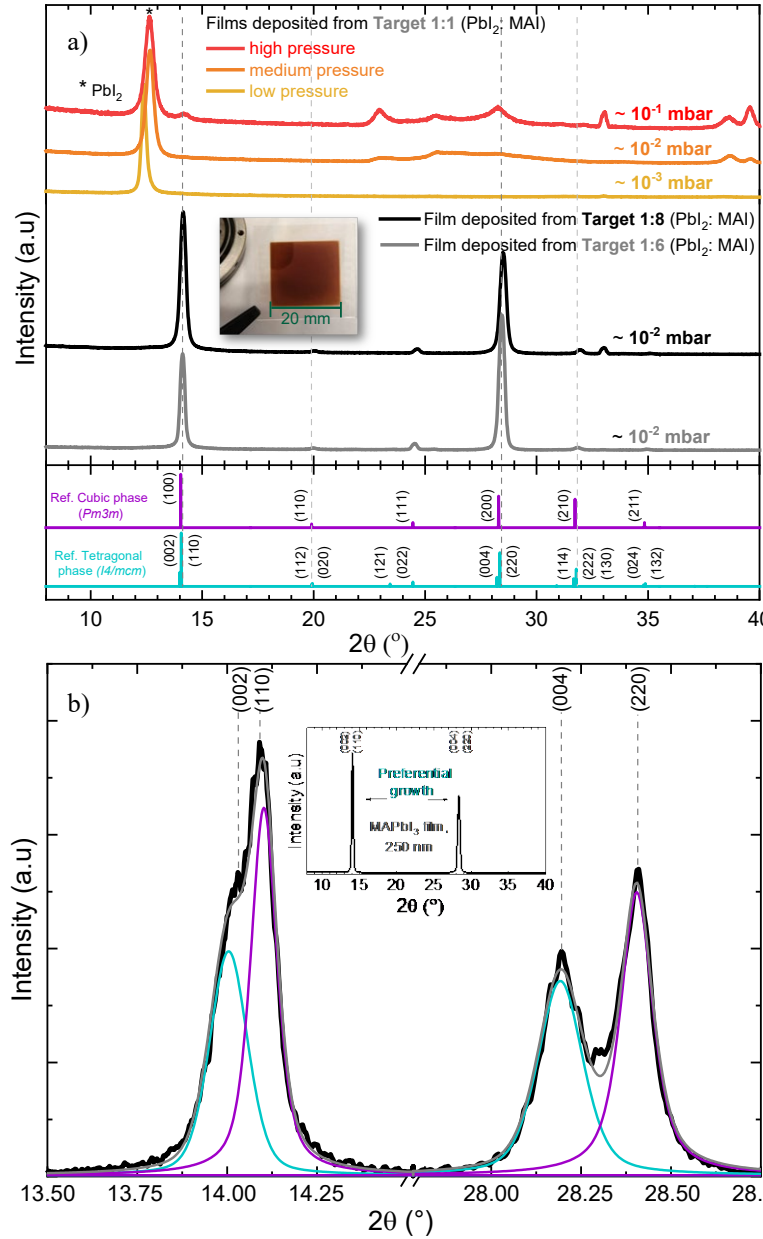 a)
Films deposited from Target 1:1 (PbI2: MAI)
high pressure
medium pressure
low pressure
* PbI2
*
~ 10-1 mbar
~ 10-2 mbar
~ 10-3 mbar
Film deposited from Target 1:8 (PbI2: MAI)
Film deposited from Target 1:6 (PbI2: MAI)
20 mm
~ 10-2 mbar
~ 10-2 mbar
Intensity (a.u)
Ref. Cubic phase
(Pm3m)
(100)
(110)
(111)
(200)
(210)
(211)
Ref. Tetragonal
phase (I4/mcm)
(002)
(110)
(112)
(020)
(121)
(022)
(004)
(220)
(114)
(222)
(130)
(024)
(132)
10 15 20 25 30 35 40
2θ (º)
b)
(002)
(110)
(004)
(220)
Intensity (a.u)
(002)
(110)
(004)
(220)
Preferential
growth
MAPbI3 film,
250 nm
Intensity (a.u)
10 15 20 25 30 35 40
2θ (º)
13.50 13.75 14.00 14.25 28.00 28.25 28.50 28.
2θ (°)